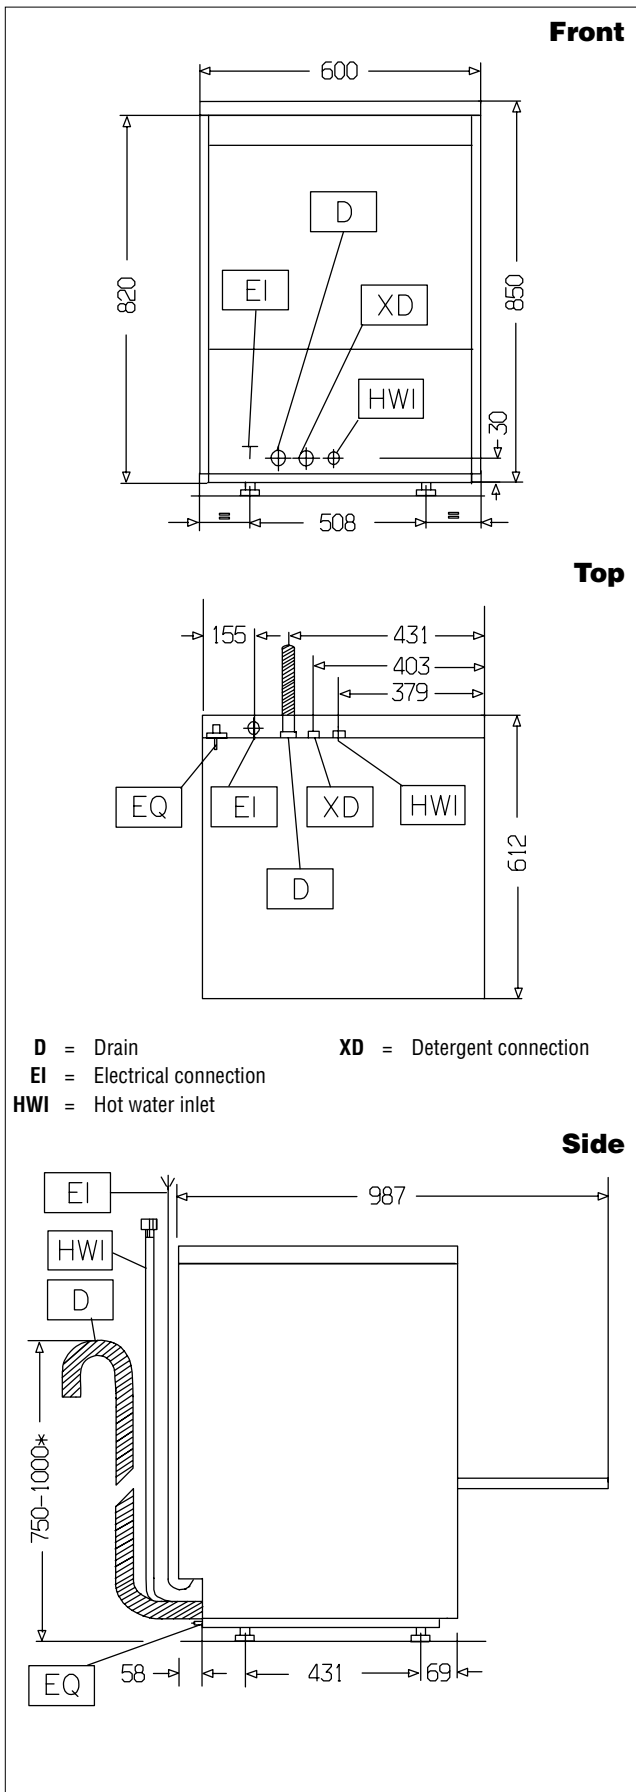 Front
600
D
EI
XD
HWI
820
850
30
=
508
=
Top
155
431
403
379
EQ
EI
XD
HWI
D
612
D = Drain
XD = Detergent connection
EI = Electrical connection
HWI = Hot water inlet
Side
EI
987
HWI
D
750-1000*
EQ
58
431
69